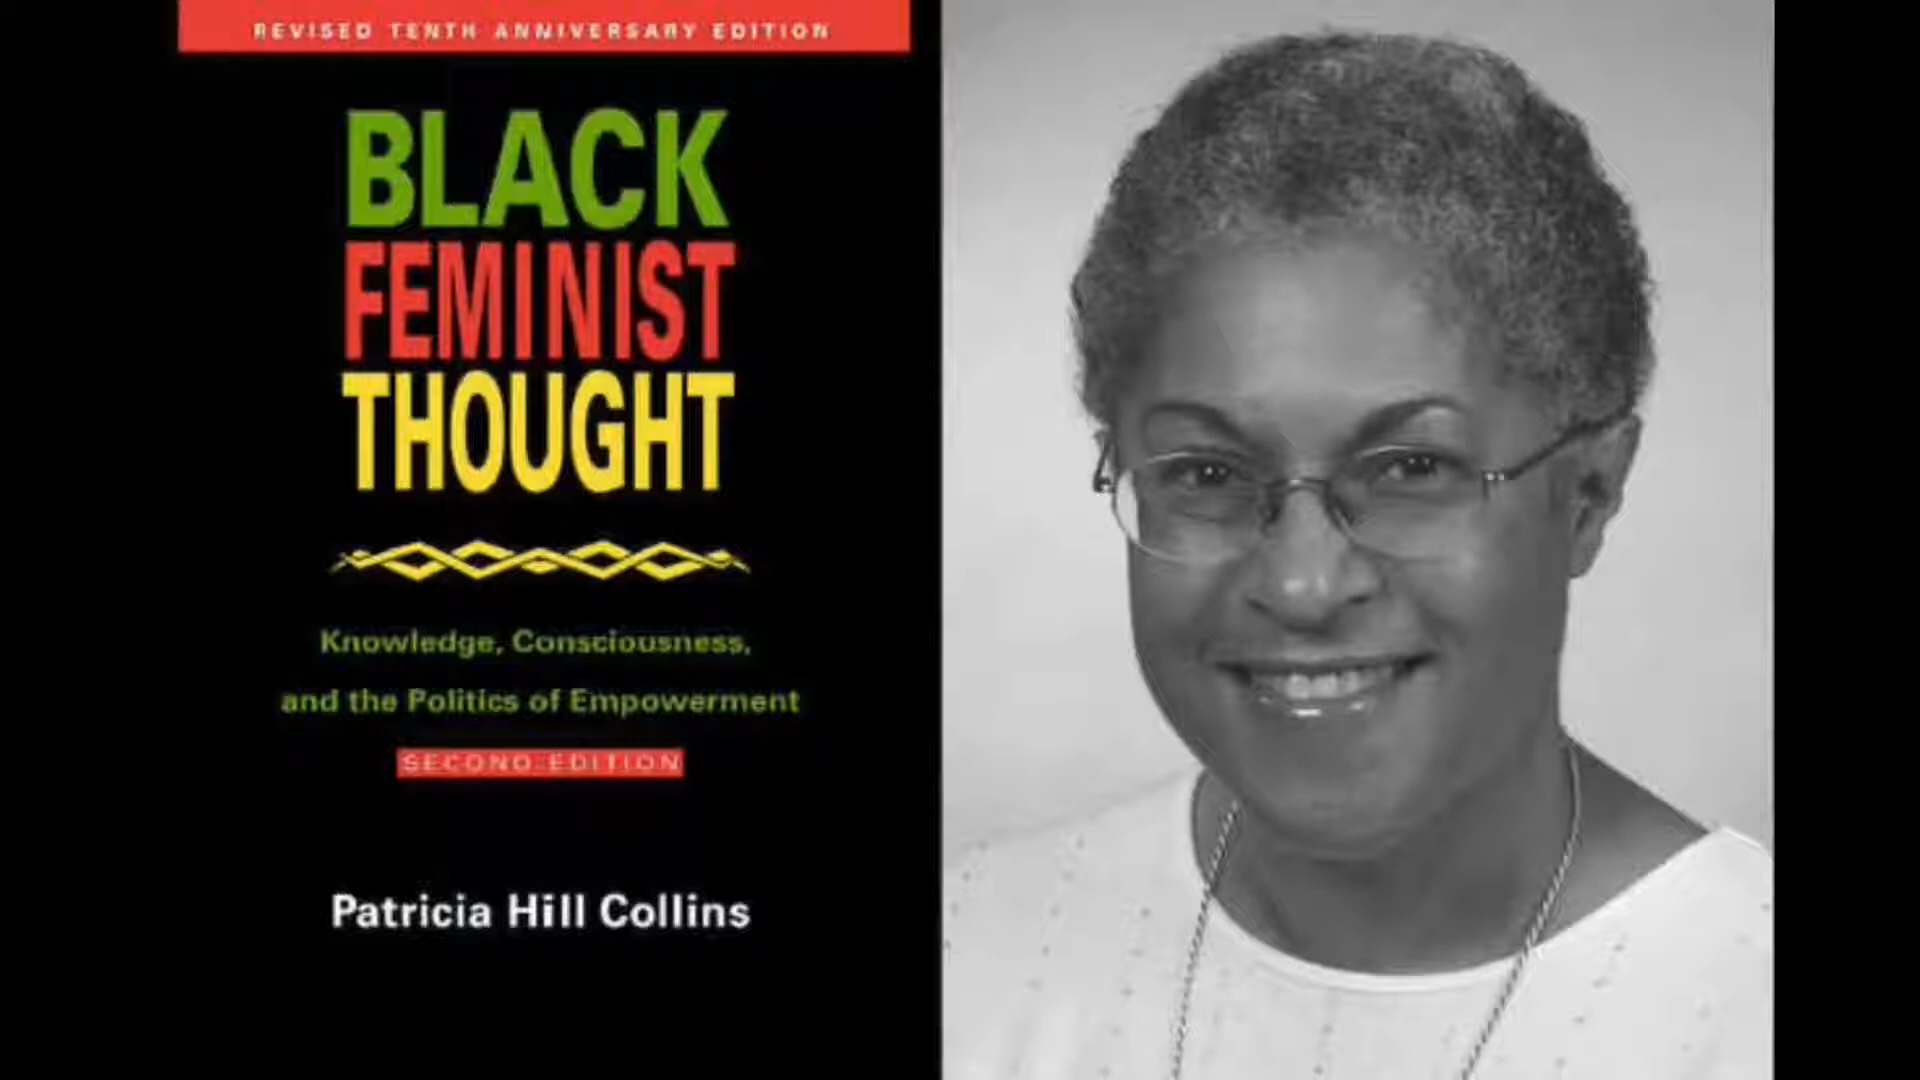 REVISED TENTH ANNIVERSARY EDITION
BLACK
FEMINIST
THOUGHT
Knowledge, Consciousness,
and the Politics of Empowerment
SECOND EDITION
Patricia Hill Collins